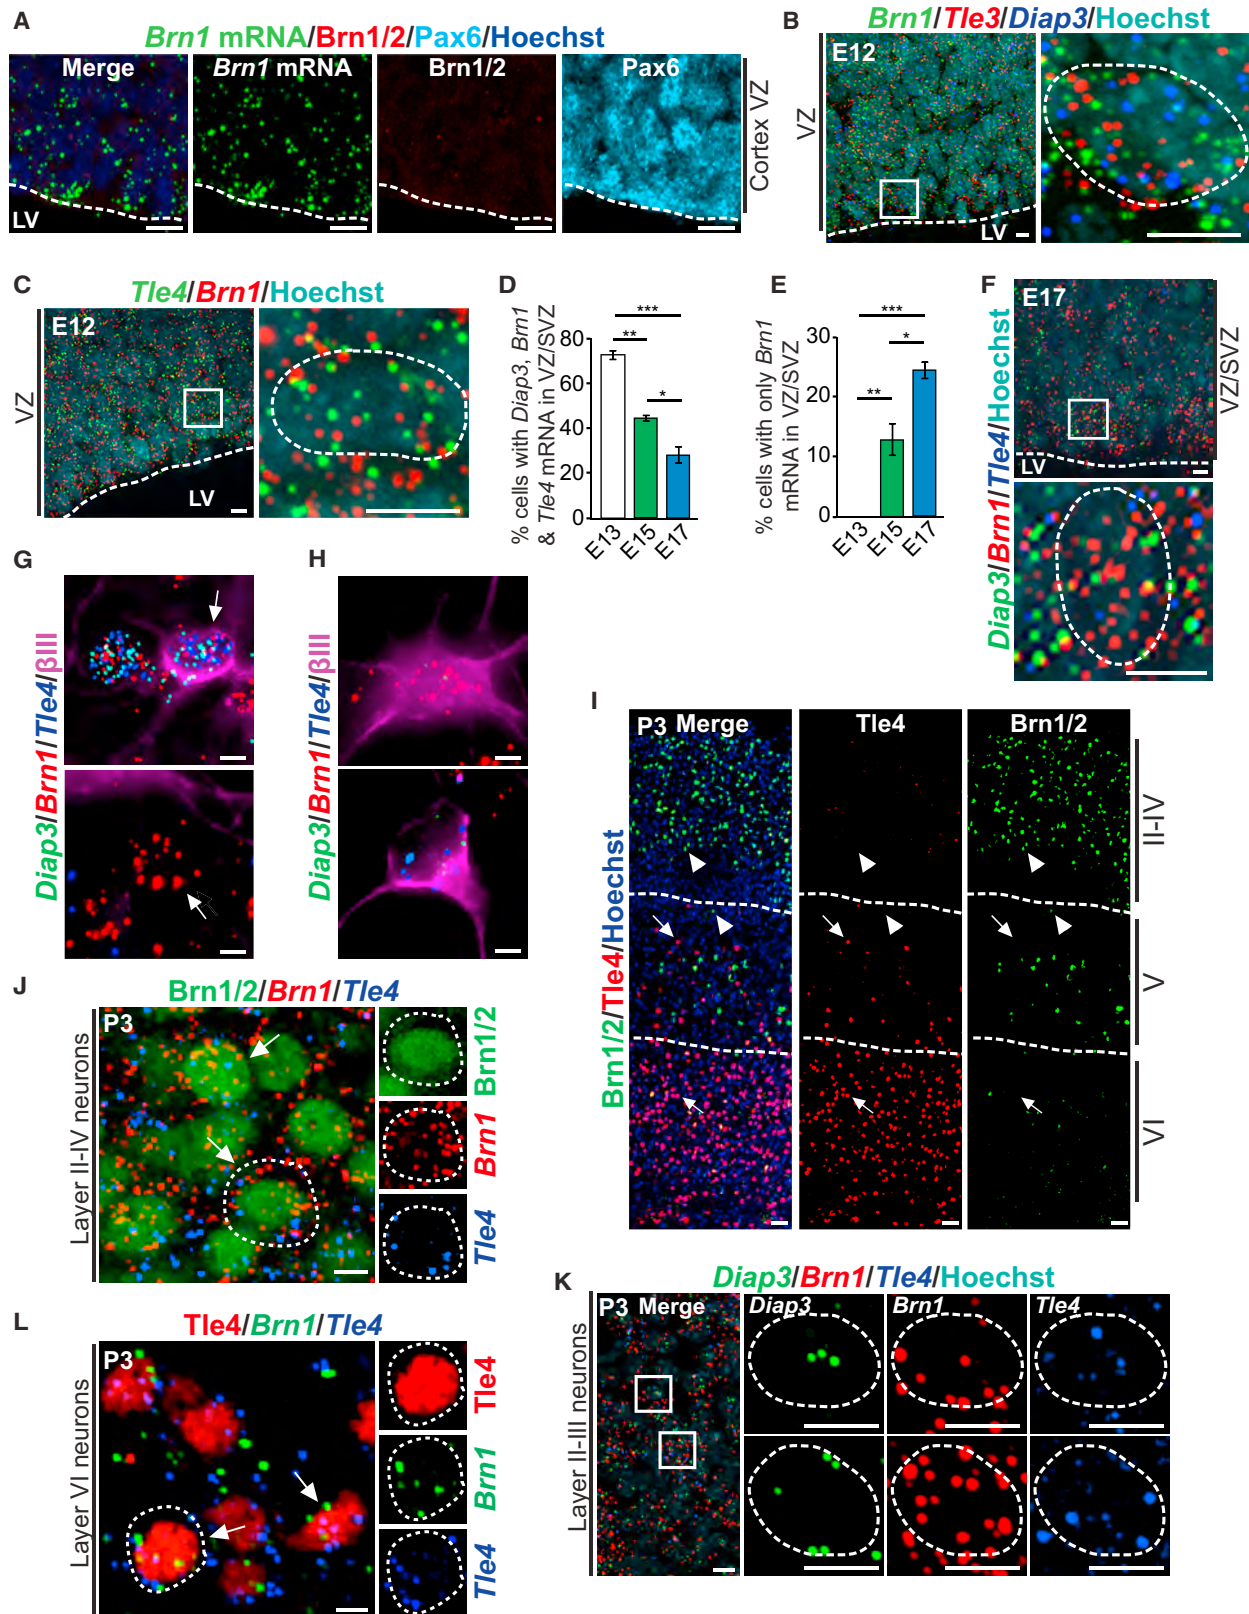 A
Brn1 mRNA/Brn1/2/Pax6/Hoechst
Merge
Brn1 mRNA
Brn1/2
Pax6
LV
Cortex VZ
B
Brn1/Tle3/Diap3/Hoechst
E12
VZ
LV
C
Tle4/Brn1/Hoechst
E12
VZ
LV
D
% cells with Diap3, Brn1
& Tle4 mRNA in VZ/SVZ
80
60
40
20
0
***
**
*
E13
E15
E17
E
% cells with only Brn1
mRNA in VZ/SVZ
30
20
10
0
***
*
**
E13
E15
E17
F
E17
LV
VZ/SVZ
Diap3/Brn1/Tle4/Hoechst
G
Diap3/Brn1/Tle4/βIII
H
Diap3/Brn1/Tle4/βIII
I
P3 Merge
Tle4
Brn1/2
Brn1/2/Tle4/Hoechst
II-IV
V
VI
J
Brn1/2/Brn1/Tle4
P3
Layer II-IV neurons
Brn1/2
Brn1
Tle4
K
Diap3/Brn1/Tle4/Hoechst
P3 Merge
Diap3
Brn1
Tle4
Layer II-III neurons
L
Tle4/Brn1/Tle4
P3
Layer VI neurons
Tle4
Brn1
Tle4